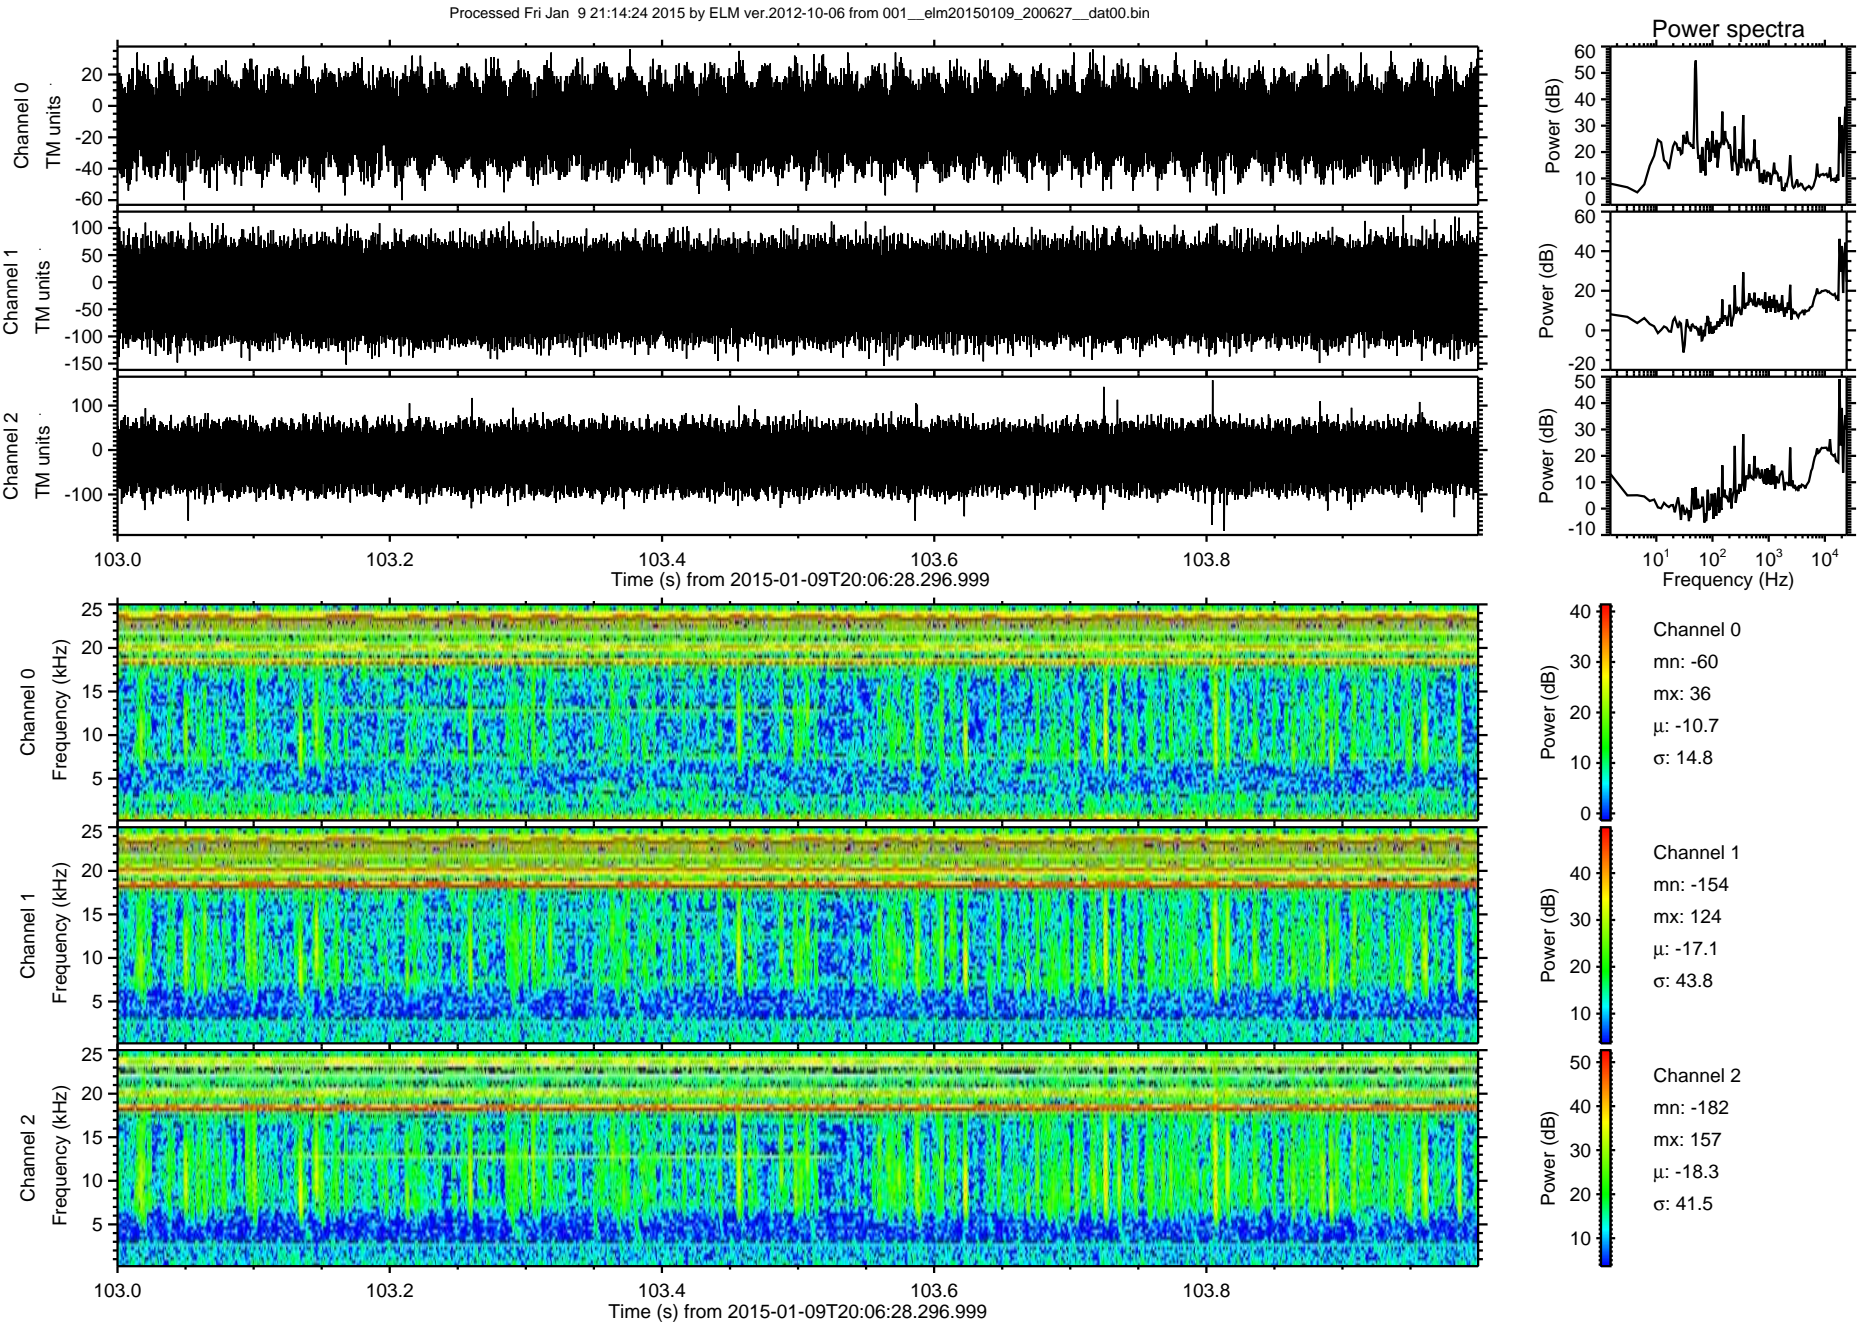 Processed Fri Jan  9 21:14:24 2015 by ELM ver.2012-10-06 from 001__elm20150109_200627__dat00.bin
Power spectra
Channel 0
TM units
20
0
-20
-40
-60
Power (dB)
60
50
40
30
20
10
0
Channel 1
TM units
100
50
0
-50
-100
-150
Power (dB)
60
40
20
0
-20
Channel 2
TM units
100
0
-100
Power (dB)
50
40
30
20
10
0
-10
103.0 103.2 103.4 103.6 103.8
Time (s) from 2015-01-09T20:06:28.296.999
10^1 10^2 10^3 10^4
Frequency (Hz)
Channel 0
Frequency (kHz)
25
20
15
10
5
Power (dB)
40
30
20
10
0
Channel 0
mn: -60
mx: 36
μ: -10.7
σ: 14.8
Channel 1
Frequency (kHz)
25
20
15
10
5
Power (dB)
40
30
20
10
Channel 1
mn: -154
mx: 124
μ: -17.1
σ: 43.8
Channel 2
Frequency (kHz)
25
20
15
10
5
Power (dB)
50
40
30
20
10
Channel 2
mn: -182
mx: 157
μ: -18.3
σ: 41.5
103.0 103.2 103.4 103.6 103.8
Time (s) from 2015-01-09T20:06:28.296.999